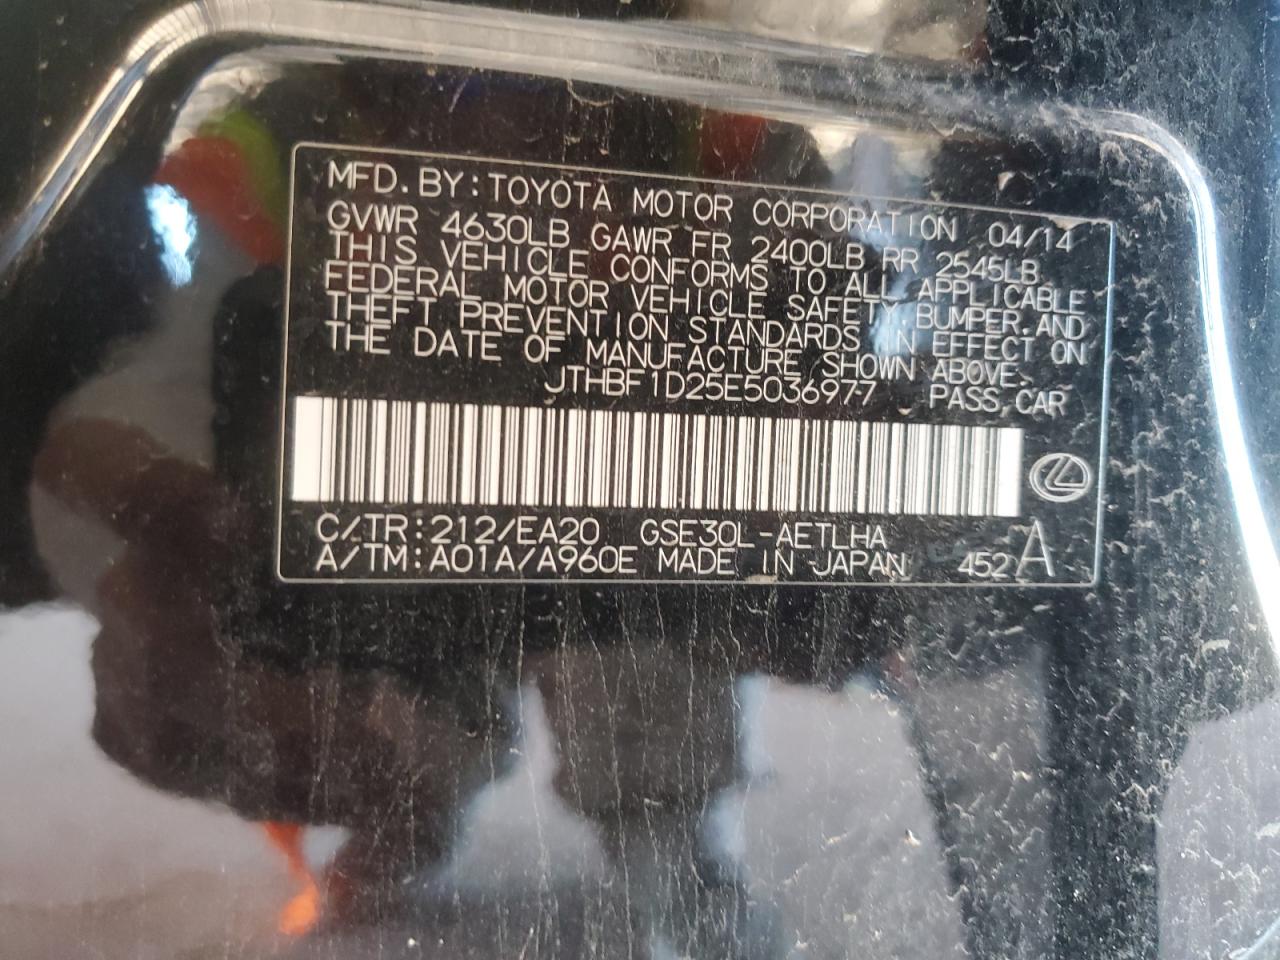 MFD. BY: TOYOTA MOTOR CORPORATION 04/14
GVWR 4630LB GAWR FR 2400LB RR 2545LB
THIS VEHICLE CONFORMS TO ALL APPLICABLE
FEDERAL MOTOR VEHICLE SAFETY, BUMPER, AND
THEFT PREVENTION STANDARDS IN EFFECT ON
THE DATE OF MANUFACTURE SHOWN ABOVE.
JTHBF1D25E5036977 PASS, CAR
C/TR: 212/EA20 GSE30L-AETLHA
A/TM: A01A/A960E MADE IN JAPAN 452 A